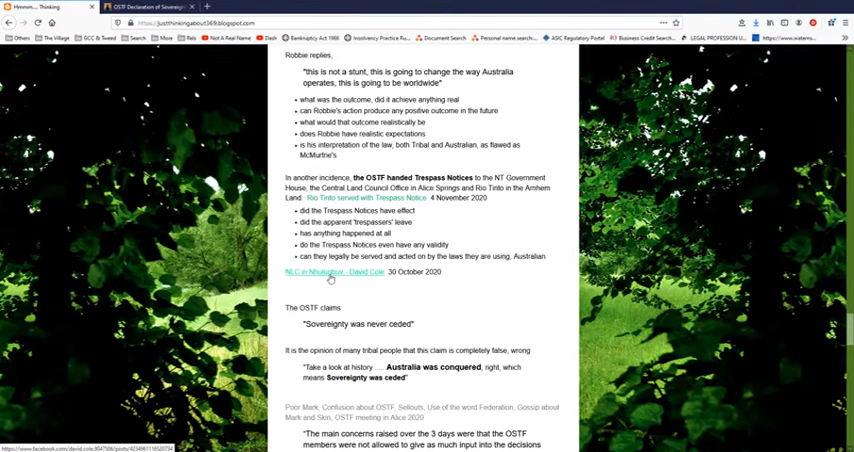 Hmmm.... Thinking
OSTF Declaration of Sovereign
https://justthinkingabout369.blogspot.com
Others
The Village
GCC & Tweed
Search
More
Not A Real Name
Dash
Bankruptcy Act 1966
Insolvency Practice Ru...
Document Search
Personal name search...
ASIC Regulatory Portal
Business Credit Search...
LEGAL PROFESSION U...
https://www.waterns...
Robbie replies,
"this is not a stunt, this is going to change the way Australia
operates, this is going to be worldwide"
• what was the outcome, did it achieve anything real
• can Robbie's action produce any positive outcome in the future
• what would that outcome realistically be
• does Robbie have realistic expectations
• is his interpretation of the law, both Tribal and Australian, as flawed as
McMurtrie's
In another incidence, the OSTF handed Trespass Notices to the NT Government
House, the Central Land Council Office in Alice Springs and Rio Tinto in the Arnhem
Land  Rio Tinto served with Trespass Notice  4 November 2020
• did the Trespass Notices have effect
• did the apparent 'trespassers' leave
• has anything happened at all
• do the Trespass Notices even have any validity
• can they legally be served and acted on by the laws they are using, Australian
NLC in Nhulunbuy - David Cole  30 October 2020
The OSTF claims
"Sovereignty was never ceded"
It is the opinion of many tribal people that this claim is completely false, wrong
"Take a look at history .... Australia was conquered, right, which
means Sovereignty was ceded"
Poor Mark, Confusion about OSTF, Sellouts, Use of the word Federation, Gossip about
Mark and Skin, OSTF meeting in Alice 2020
"The main concerns raised over the 3 days were that the OSTF
members were not allowed to give as much input into the decisions